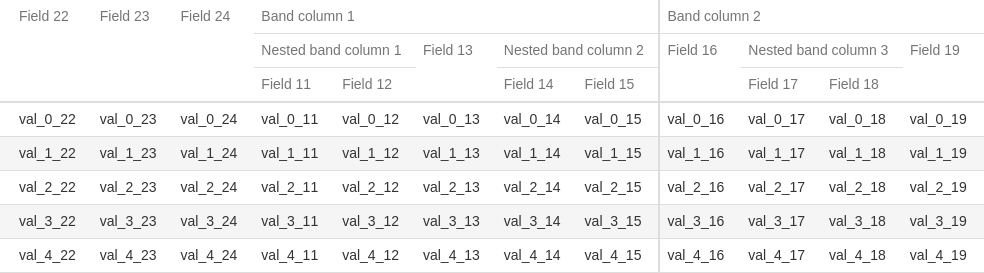 Field 22 Field 23 Field 24 Band column 1 Band column 2
Nested band column 1 Field 13 Nested band column 2 Field 16 Nested band column 3 Field 19
Field 11 Field 12 Field 14 Field 15 Field 17 Field 18
val_0_22 val_0_23 val_0_24 val_0_11 val_0_12 val_0_13 val_0_14 val_0_15 val_0_16 val_0_17 val_0_18 val_0_19
val_1_22 val_1_23 val_1_24 val_1_11 val_1_12 val_1_13 val_1_14 val_1_15 val_1_16 val_1_17 val_1_18 val_1_19
val_2_22 val_2_23 val_2_24 val_2_11 val_2_12 val_2_13 val_2_14 val_2_15 val_2_16 val_2_17 val_2_18 val_2_19
val_3_22 val_3_23 val_3_24 val_3_11 val_3_12 val_3_13 val_3_14 val_3_15 val_3_16 val_3_17 val_3_18 val_3_19
val_4_22 val_4_23 val_4_24 val_4_11 val_4_12 val_4_13 val_4_14 val_4_15 val_4_16 val_4_17 val_4_18 val_4_19